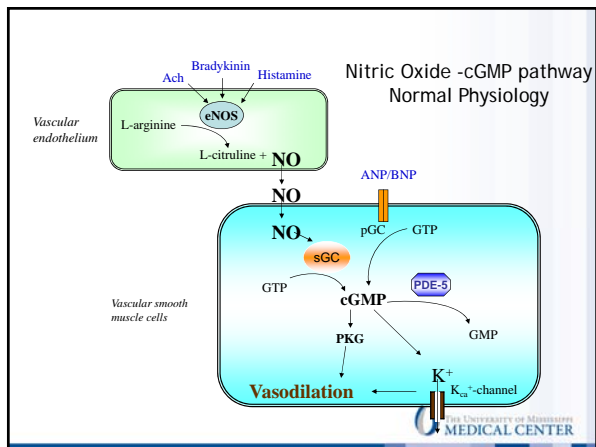 Nitric Oxide -cGMP pathway
Normal Physiology
Bradykinin
Ach
Histamine
eNOS
Vascular
endothelium
L-arginine
L-citruline + NO
NO
NO
ANP/BNP
pGC
GTP
sGC
GTP
cGMP
PDE-5
GMP
Vascular smooth
muscle cells
PKG
K+
Vasodilation
Kca+-channel
THE UNIVERSITY OF MISSISSIPPI
MEDICAL CENTER